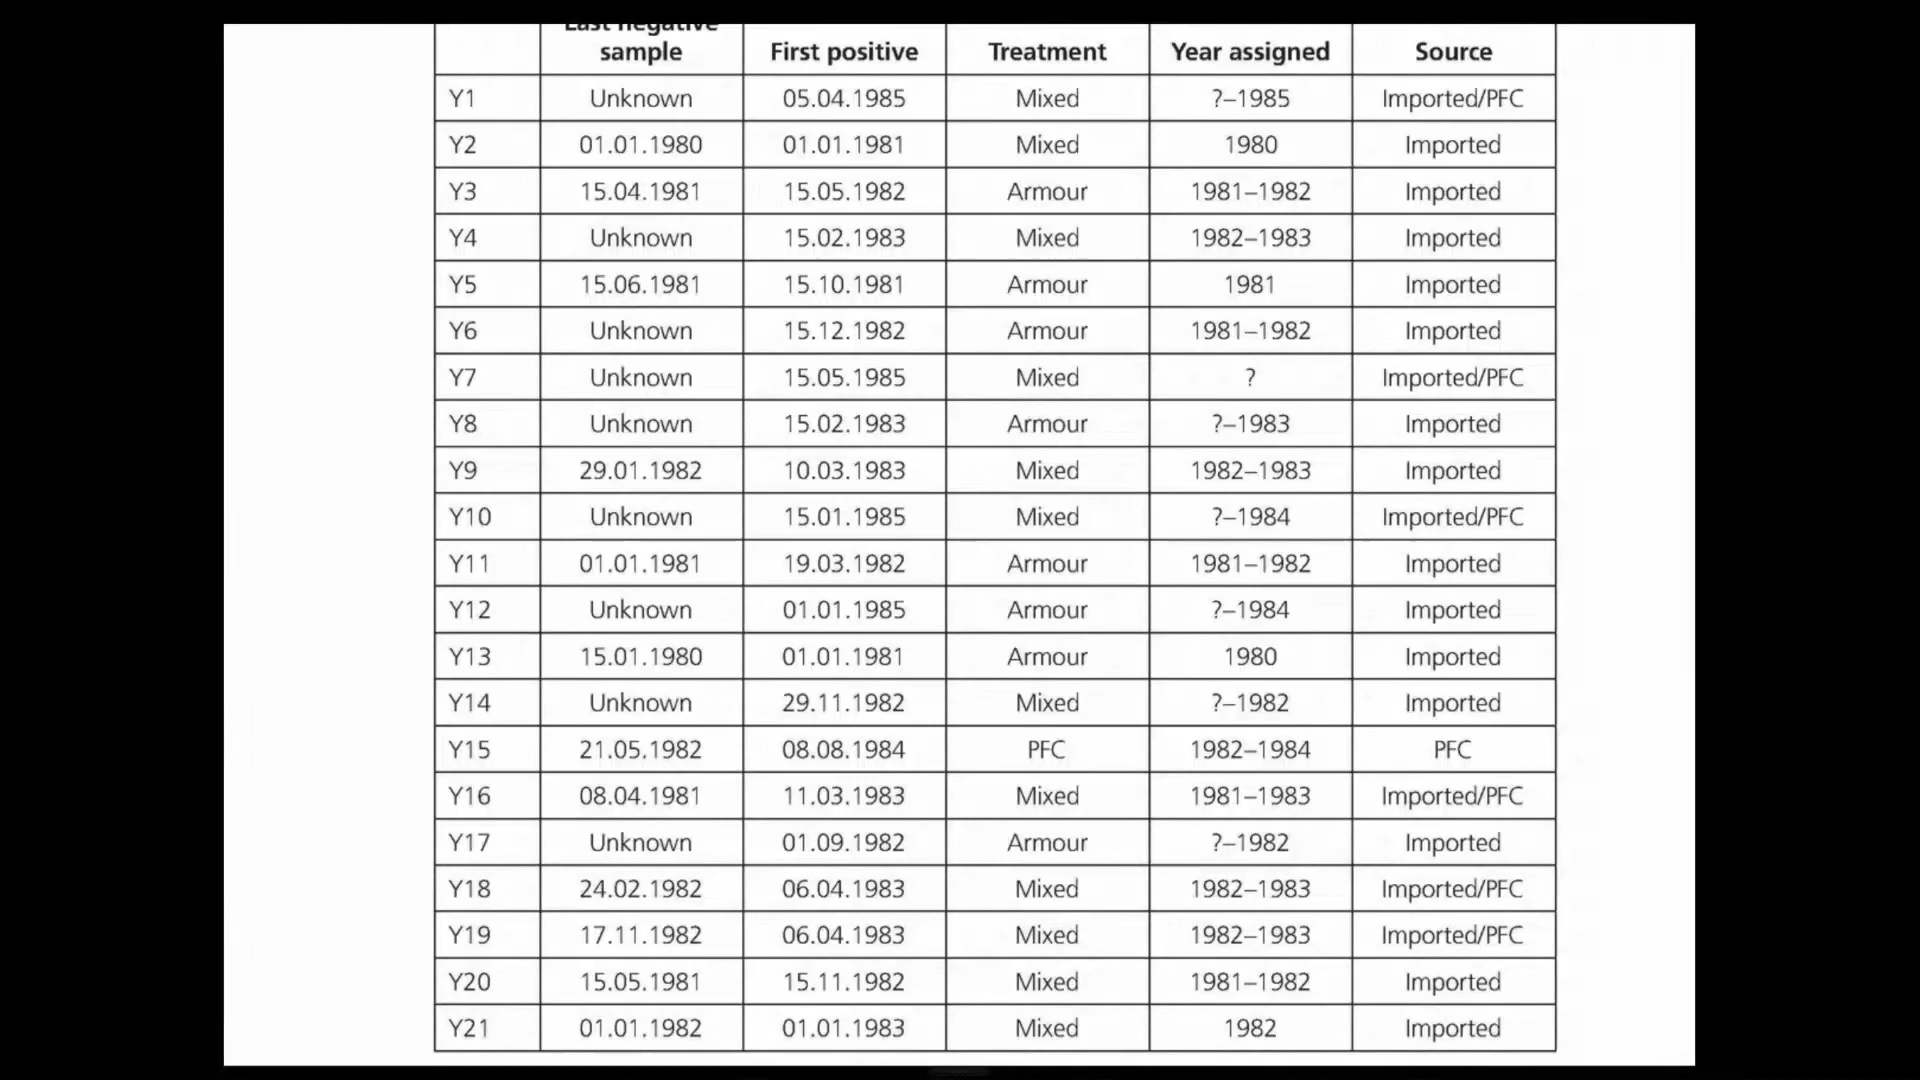 Last negative
sample First positive Treatment Year assigned Source
Y1 Unknown 05.04.1985 Mixed ?–1985 Imported/PFC
Y2 01.01.1980 01.01.1981 Mixed 1980 Imported
Y3 15.04.1981 15.05.1982 Armour 1981–1982 Imported
Y4 Unknown 15.02.1983 Mixed 1982–1983 Imported
Y5 15.06.1981 15.10.1981 Armour 1981 Imported
Y6 Unknown 15.12.1982 Armour 1981–1982 Imported
Y7 Unknown 15.05.1985 Mixed ? Imported/PFC
Y8 Unknown 15.02.1983 Armour ?–1983 Imported
Y9 29.01.1982 10.03.1983 Mixed 1982–1983 Imported
Y10 Unknown 15.01.1985 Mixed ?–1984 Imported/PFC
Y11 01.01.1981 19.03.1982 Armour 1981–1982 Imported
Y12 Unknown 01.01.1985 Armour ?–1984 Imported
Y13 15.01.1980 01.01.1981 Armour 1980 Imported
Y14 Unknown 29.11.1982 Mixed ?–1982 Imported
Y15 21.05.1982 08.08.1984 PFC 1982–1984 PFC
Y16 08.04.1981 11.03.1983 Mixed 1981–1983 Imported/PFC
Y17 Unknown 01.09.1982 Armour ?–1982 Imported
Y18 24.02.1982 06.04.1983 Mixed 1982–1983 Imported/PFC
Y19 17.11.1982 06.04.1983 Mixed 1982–1983 Imported/PFC
Y20 15.05.1981 15.11.1982 Mixed 1981–1982 Imported
Y21 01.01.1982 01.01.1983 Mixed 1982 Imported